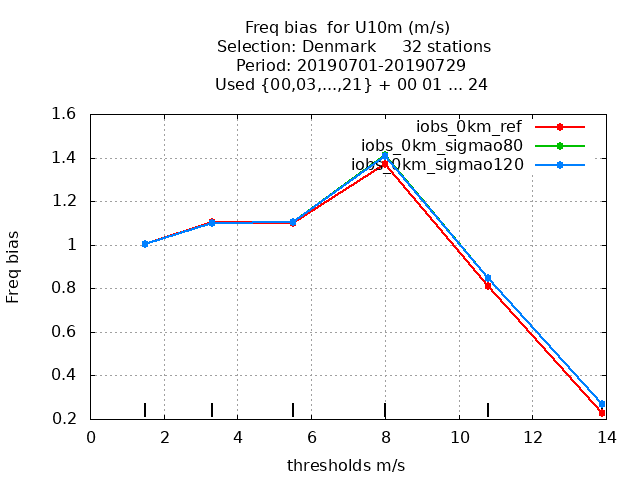 Freq bias  for U10m (m/s)
Selection: Denmark     32 stations
Period: 20190701-20190729
Used {00,03,...,21} + 00 01 ... 24
iobs_0km_ref
iobs_0km_sigmao80
iobs_0km_sigmao120
Freq bias
1.6
1.4
1.2
1
0.8
0.6
0.4
0.2
0 2 4 6 8 10 12 14
thresholds m/s